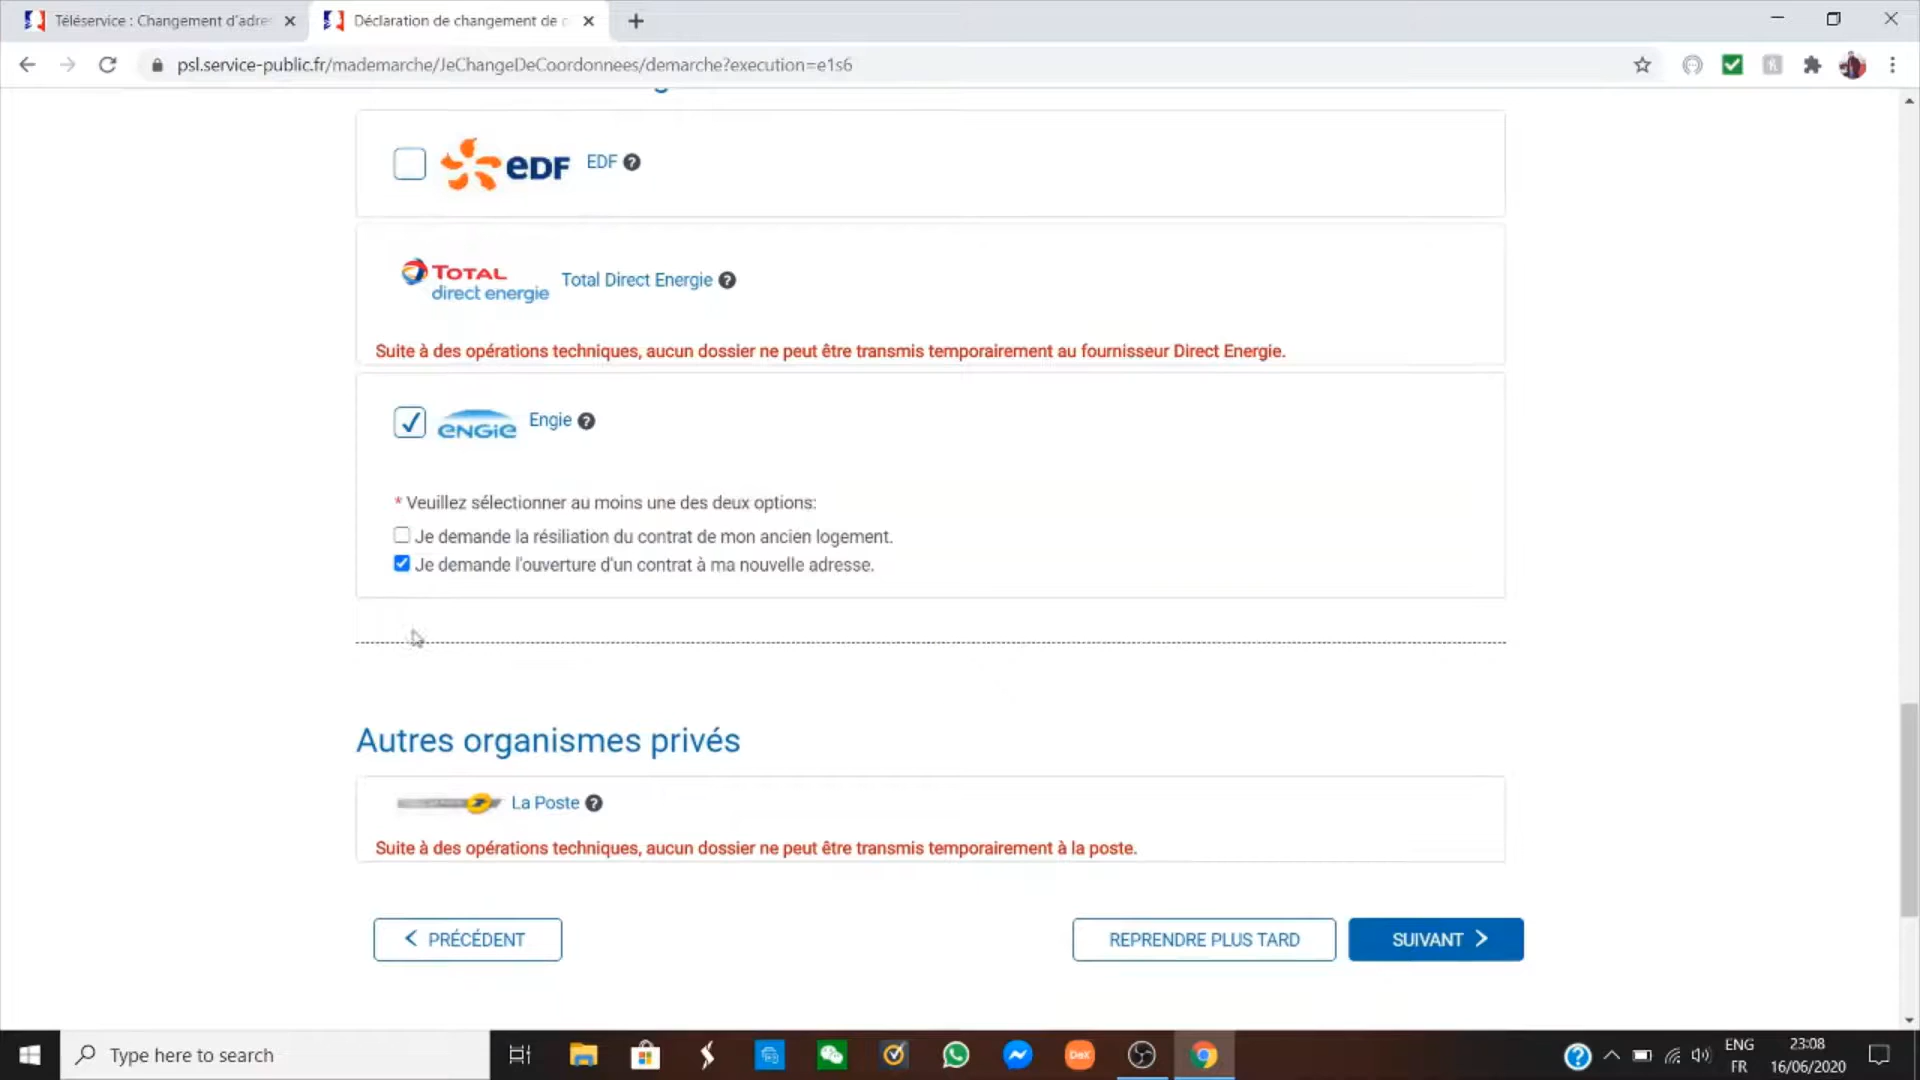 Téléservice : Changement d'adre
Déclaration de changement de c
psl.service-public.fr/mademarche/JeChangeDeCoordonnees/demarche?execution=e1s6
eDF
EDF ?
TOTAL
direct energie
Total Direct Energie ?
Suite à des opérations techniques, aucun dossier ne peut être transmis temporairement au fournisseur Direct Energie.
ENGIE
Engie ?
* Veuillez sélectionner au moins une des deux options:
Je demande la résiliation du contrat de mon ancien logement.
Je demande l'ouverture d'un contrat à ma nouvelle adresse.
Autres organismes privés
La Poste ?
Suite à des opérations techniques, aucun dossier ne peut être transmis temporairement à la poste.
PRÉCÉDENT
REPRENDRE PLUS TARD
SUIVANT
Type here to search
DeX
ENG
FR
23:08
16/06/2020